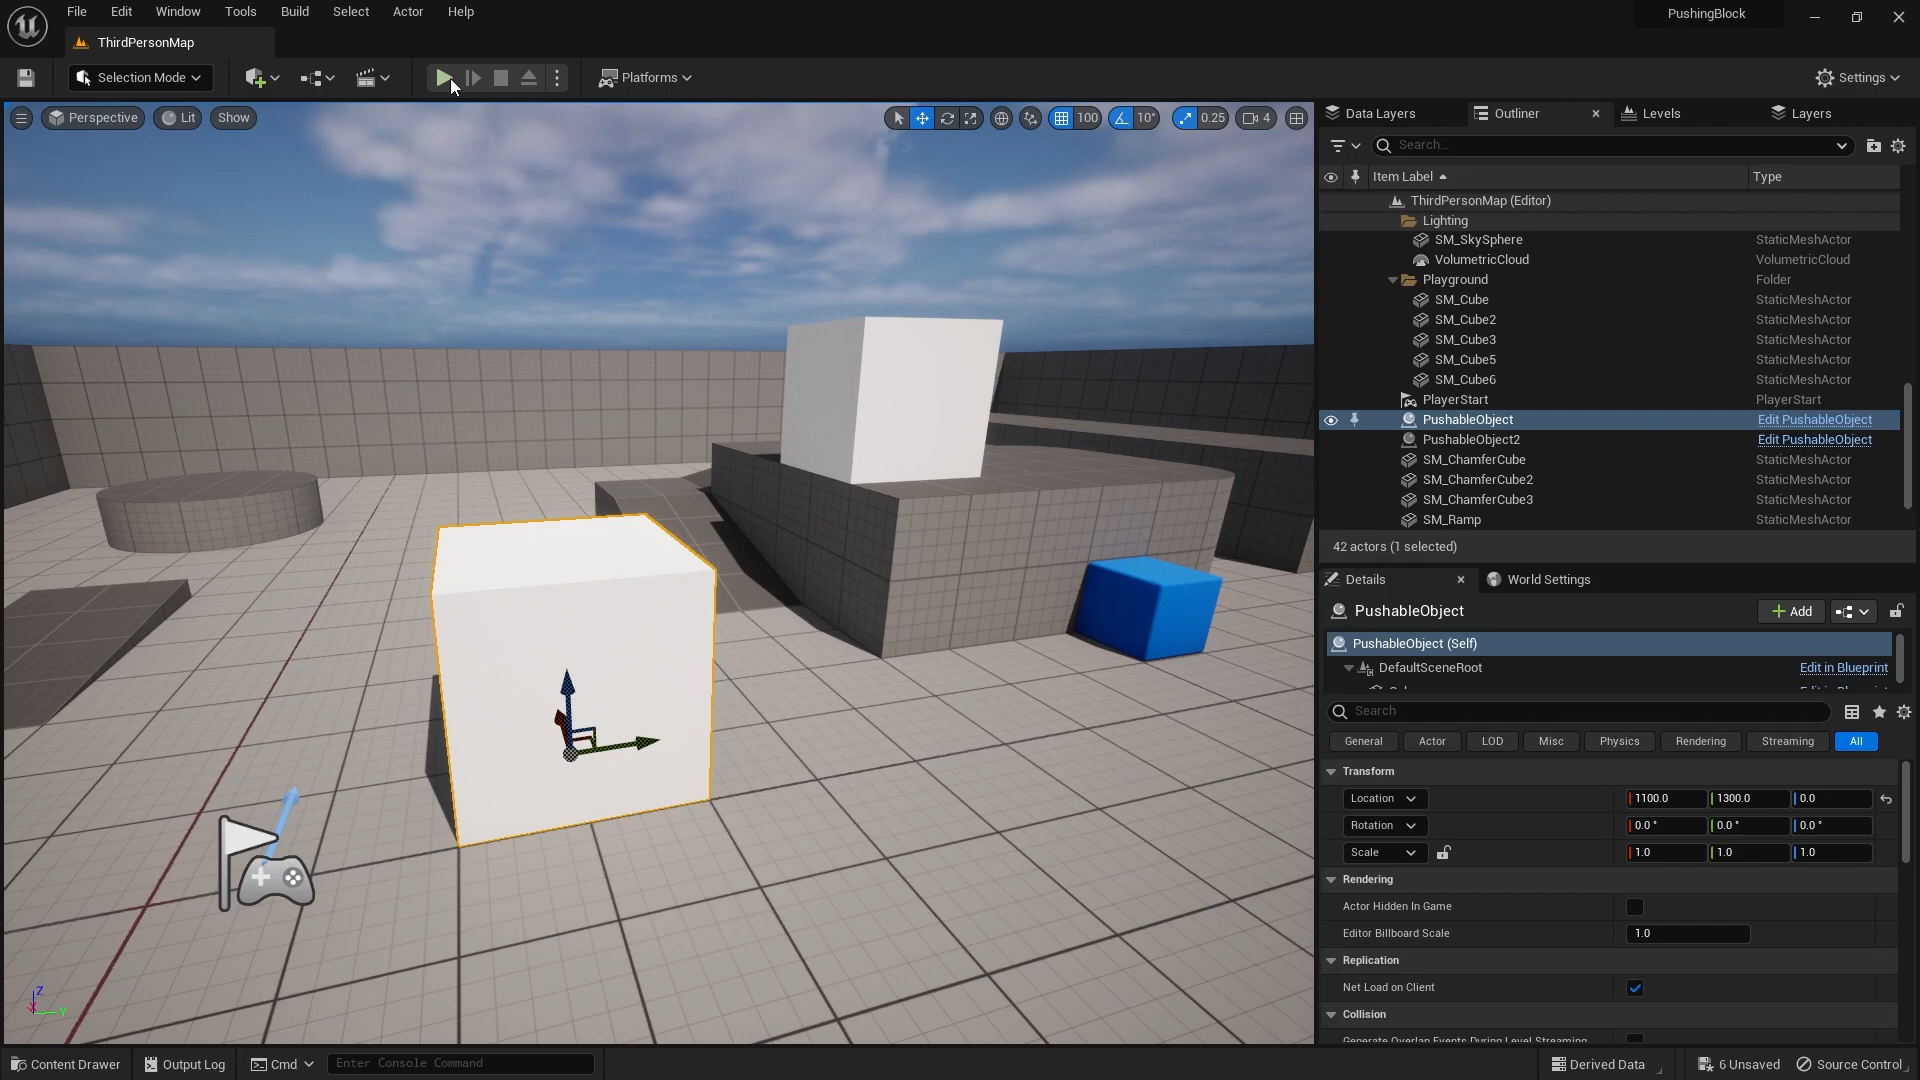 File Edit Window Tools Build Select Actor Help
PushingBlock
ThirdPersonMap
Selection Mode
Platforms
Settings
Perspective
Lit
Show
100
10°
0.25
4
Data Layers
Outliner
Levels
Layers
Search...
Item Label
Type
ThirdPersonMap (Editor)
Lighting
SM_SkySphere StaticMeshActor
VolumetricCloud VolumetricCloud
Playground Folder
SM_Cube StaticMeshActor
SM_Cube2 StaticMeshActor
SM_Cube3 StaticMeshActor
SM_Cube5 StaticMeshActor
SM_Cube6 StaticMeshActor
PlayerStart PlayerStart
PushableObject Edit PushableObject
PushableObject2 Edit PushableObject
SM_ChamferCube StaticMeshActor
SM_ChamferCube2 StaticMeshActor
SM_ChamferCube3 StaticMeshActor
SM_Ramp StaticMeshActor
42 actors (1 selected)
Details
World Settings
PushableObject
Add
PushableObject (Self)
DefaultSceneRoot Edit in Blueprint
Search
General Actor LOD Misc Physics Rendering Streaming All
Transform
Location 1100.0 1300.0 0.0
Rotation 0.0° 0.0° 0.0°
Scale 1.0 1.0 1.0
Rendering
Actor Hidden In Game
Editor Billboard Scale 1.0
Replication
Net Load on Client
Collision
Generate Overlap Events During Level Streaming
Z
X
Y
Content Drawer
Output Log
Cmd
Enter Console Command
Derived Data
6 Unsaved
Source Control